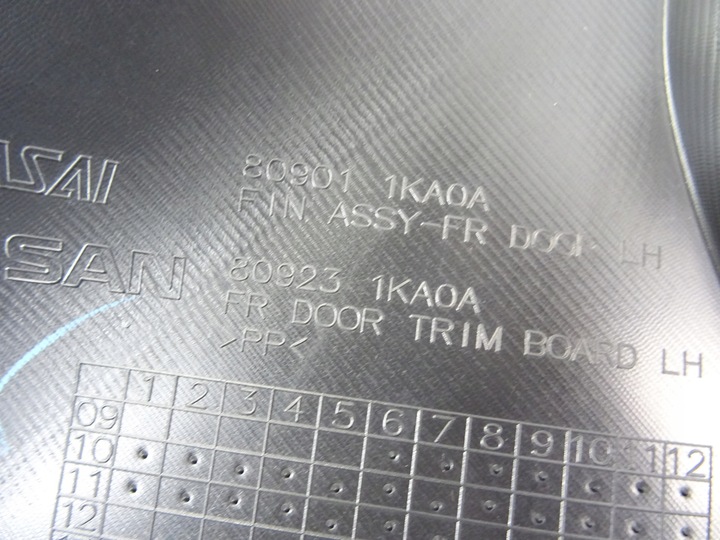 80901 1KA0A
FIN ASSY-FR DOOR LH
SAN
80923 1KA0A
FR DOOR TRIM BOARD LH
>PP<
1 2 3 4 5 6 7 8 9 10 11 12
09
10
11
12